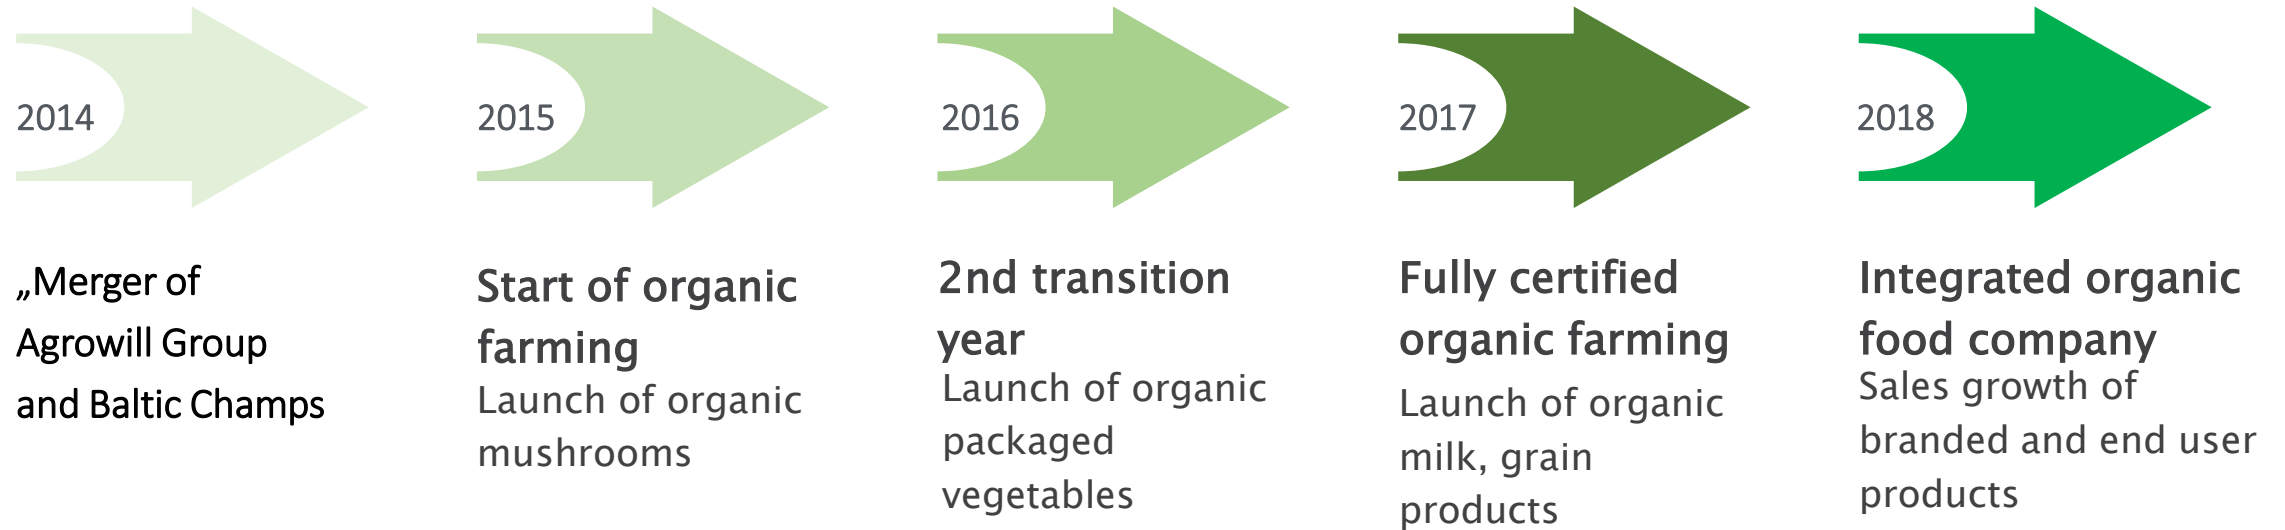 2014
2015
2016
2017
2018
„Merger of
Agrowill Group
and Baltic Champs
Start of organic
farming
Launch of organic
mushrooms
2nd transition
year
Launch of organic
packaged
vegetables
Fully certified
organic farming
Launch of organic
milk, grain
products
Integrated organic
food company
Sales growth of
branded and end user
products